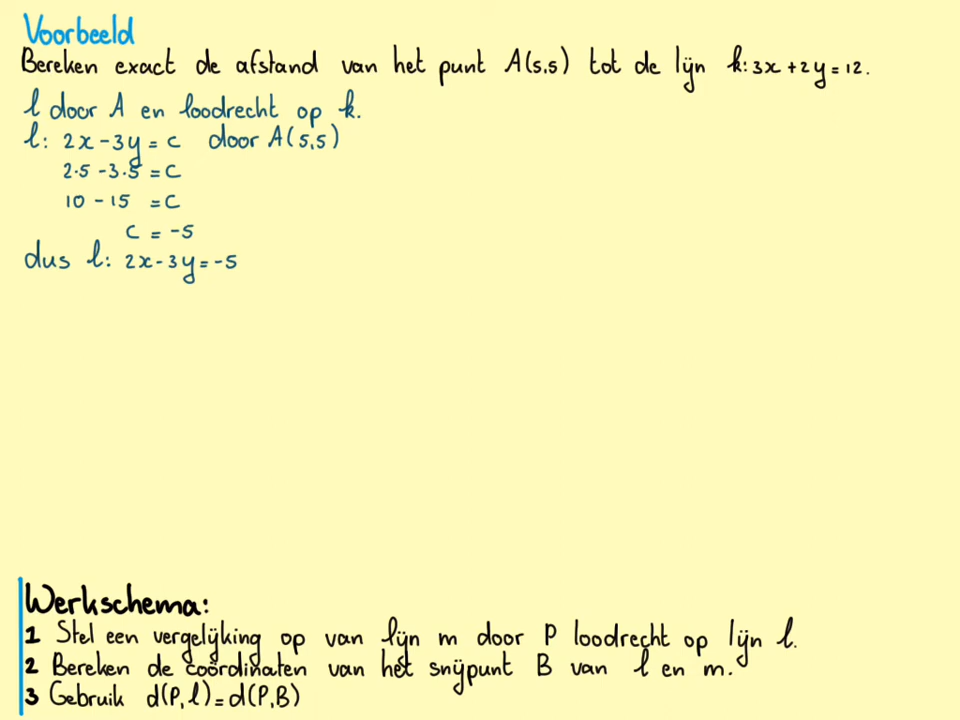 Voorbeeld
Bereken exact de afstand van het punt A(5,5) tot de lijn k: 3x + 2y = 12.
l door A en loodrecht op k.
l: 2x - 3y = c door A(5,5)
2·5 - 3·5 = c
10 - 15 = c
c = -5
dus l: 2x - 3y = -5
Werkschema:
1 Stel een vergelijking op van lijn m door P loodrecht op lijn l.
2 Bereken de coördinaten van het snijpunt B van l en m.
3 Gebruik d(P,l) = d(P,B)